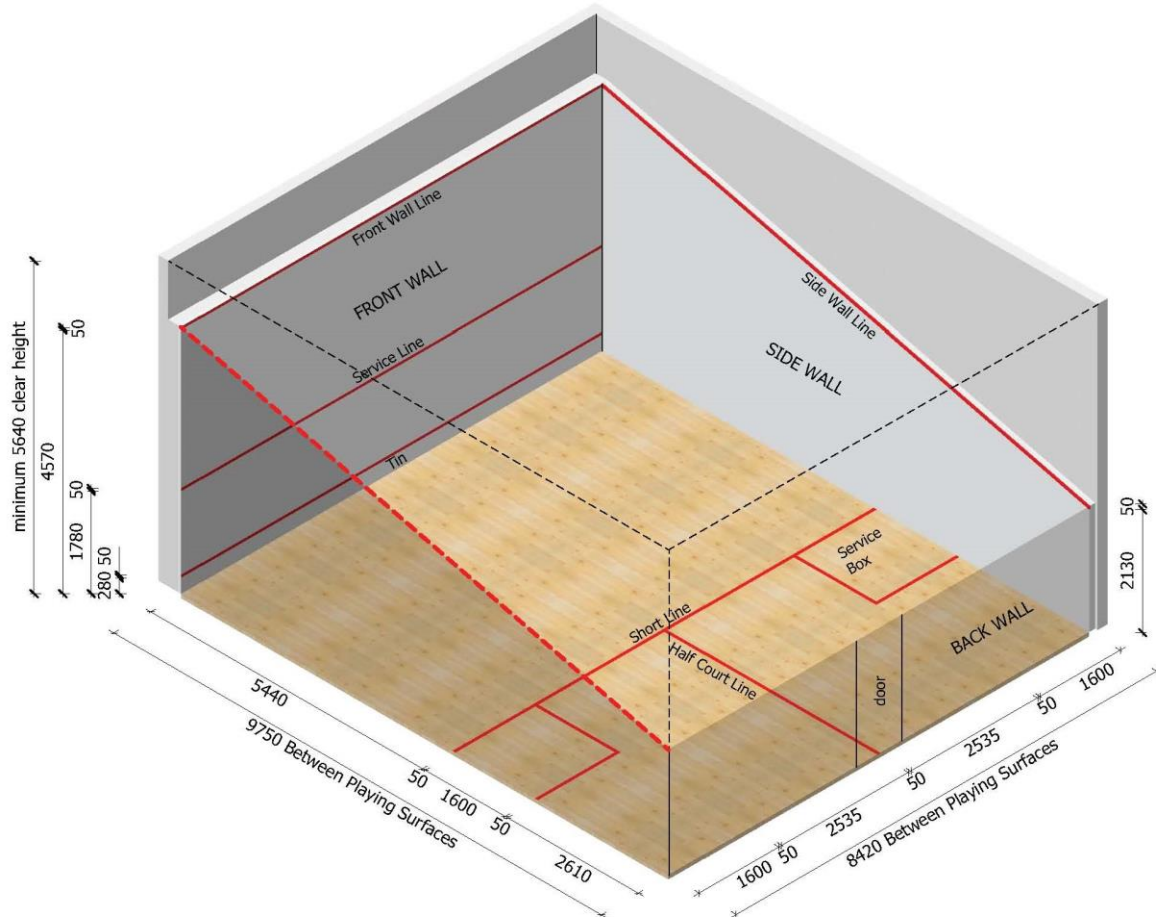 Front Wall Line
FRONT WALL
Service Line
Tin
Side Wall Line
SIDE WALL
Service
Box
Short Line
Half Court Line
door
BACK WALL
minimum 5640 clear height
4570
50
1780
50
280
50
50
2130
5440
50
1600
50
2610
9750 Between Playing Surfaces
1600
50
2535
50
2535
50
1600
8420 Between Playing Surfaces